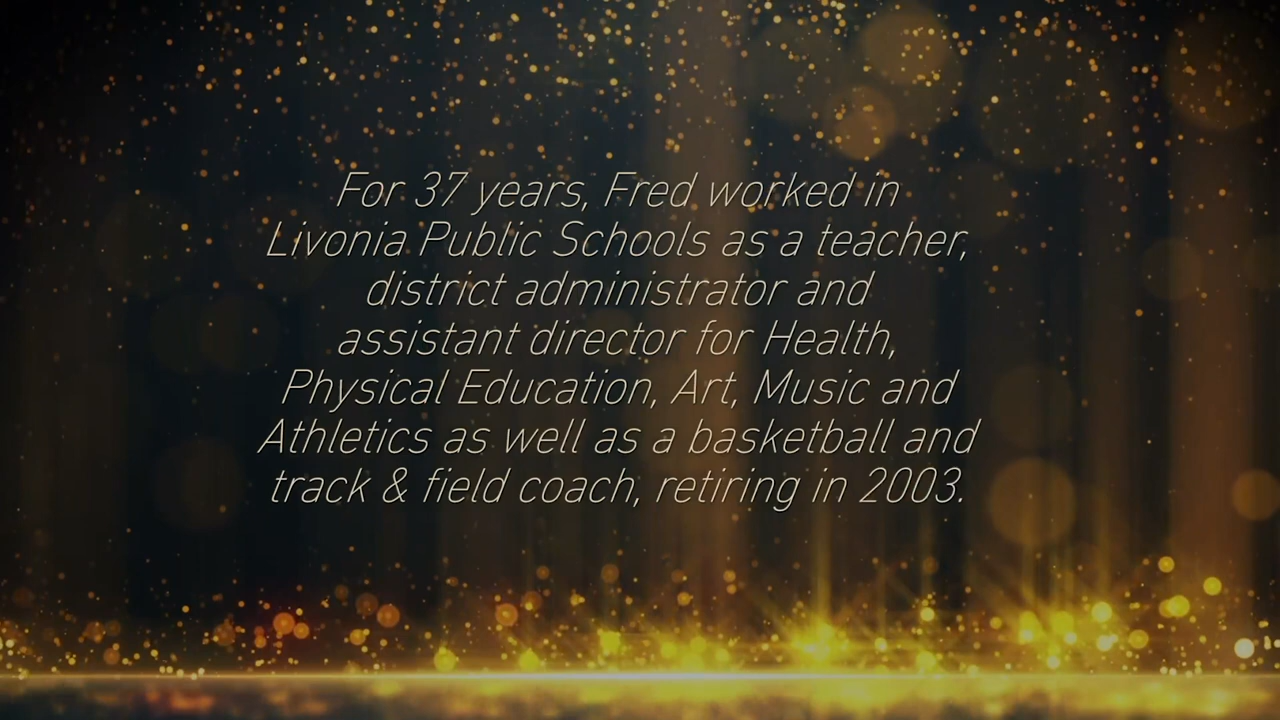 For 37 years, Fred worked in
Livonia Public Schools as a teacher,
district administrator and
assistant director for Health,
Physical Education, Art, Music and
Athletics as well as a basketball and
track & field coach, retiring in 2003.